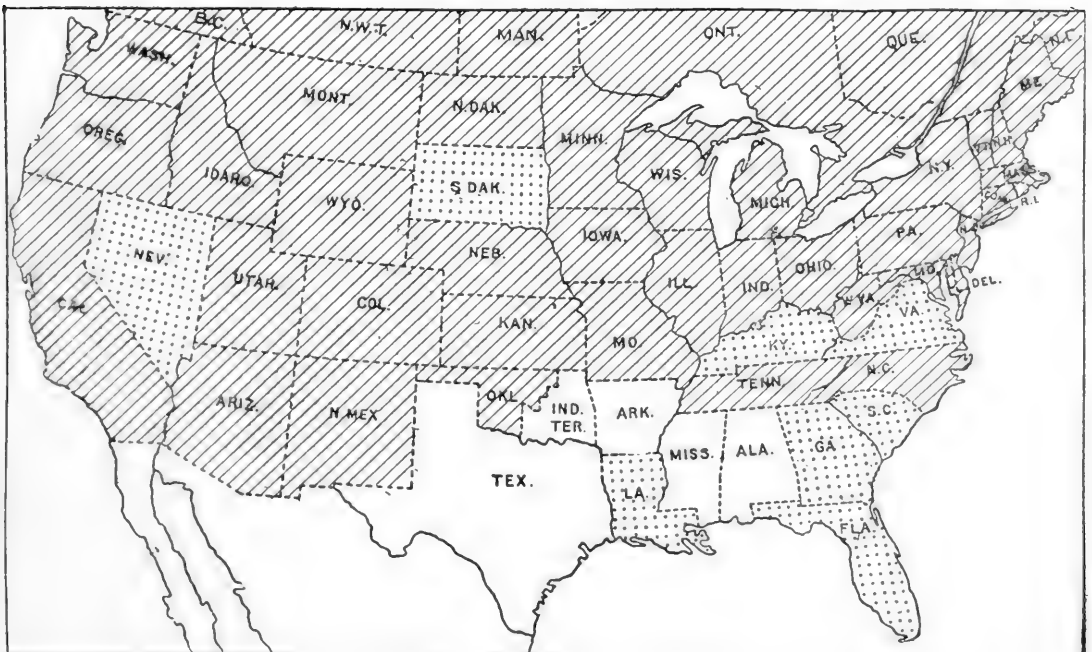 B.C.
N.W.T.
MAN.
ONT.
QUE.
WASH.
MONT.
N.DAK.
MINN.
ME.
OREG.
IDAHO.
WYO.
S.DAK.
WIS.
MICH.
N.Y.
MASS.
R.I.
NEV.
UTAH.
COL.
NEB.
IOWA.
ILL.
IND.
OHIO.
PA.
MD.
DEL.
CAL.
KAN.
MO.
KY.
W.VA.
VA.
ARIZ.
N.MEX
OKL.
IND.
TER.
ARK.
TENN.
N.C.
S.C.
TEX.
LA.
MISS.
ALA.
GA.
FLA.